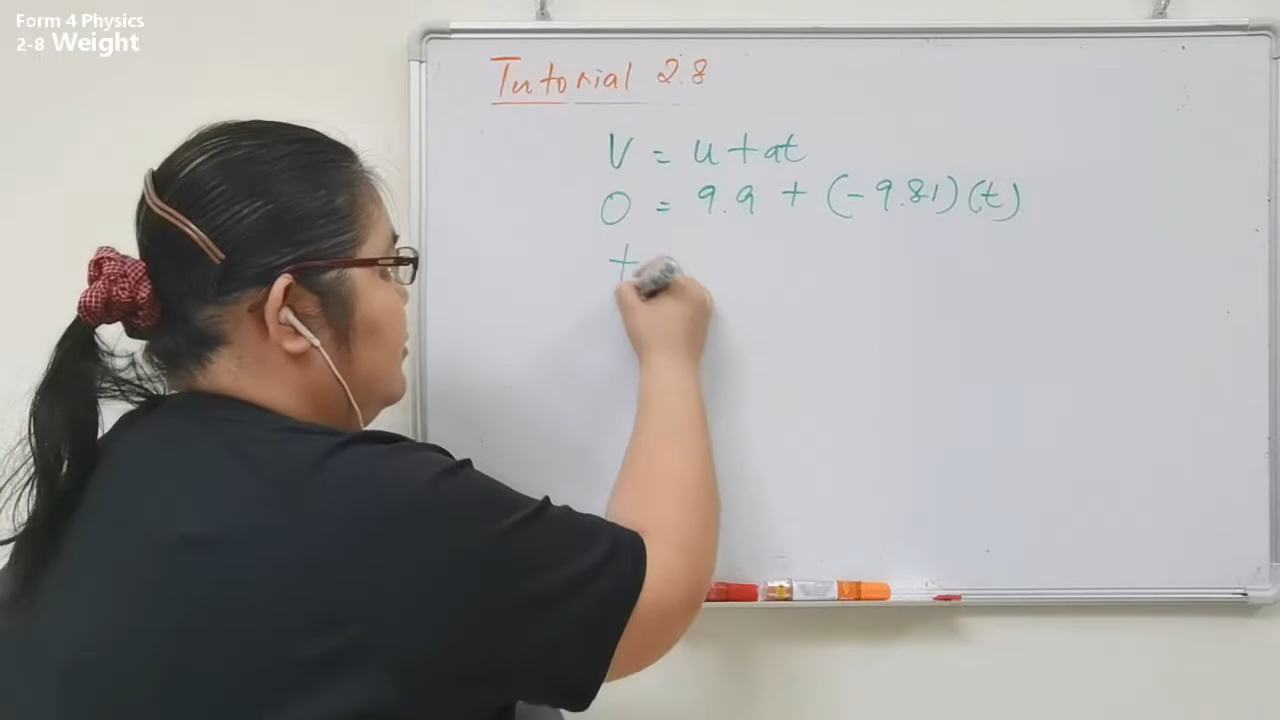 Form 4 Physics
2-8 Weight
Tutorial 2.8
V = u + at
0 = 9.9 + (-9.81)(t)
t